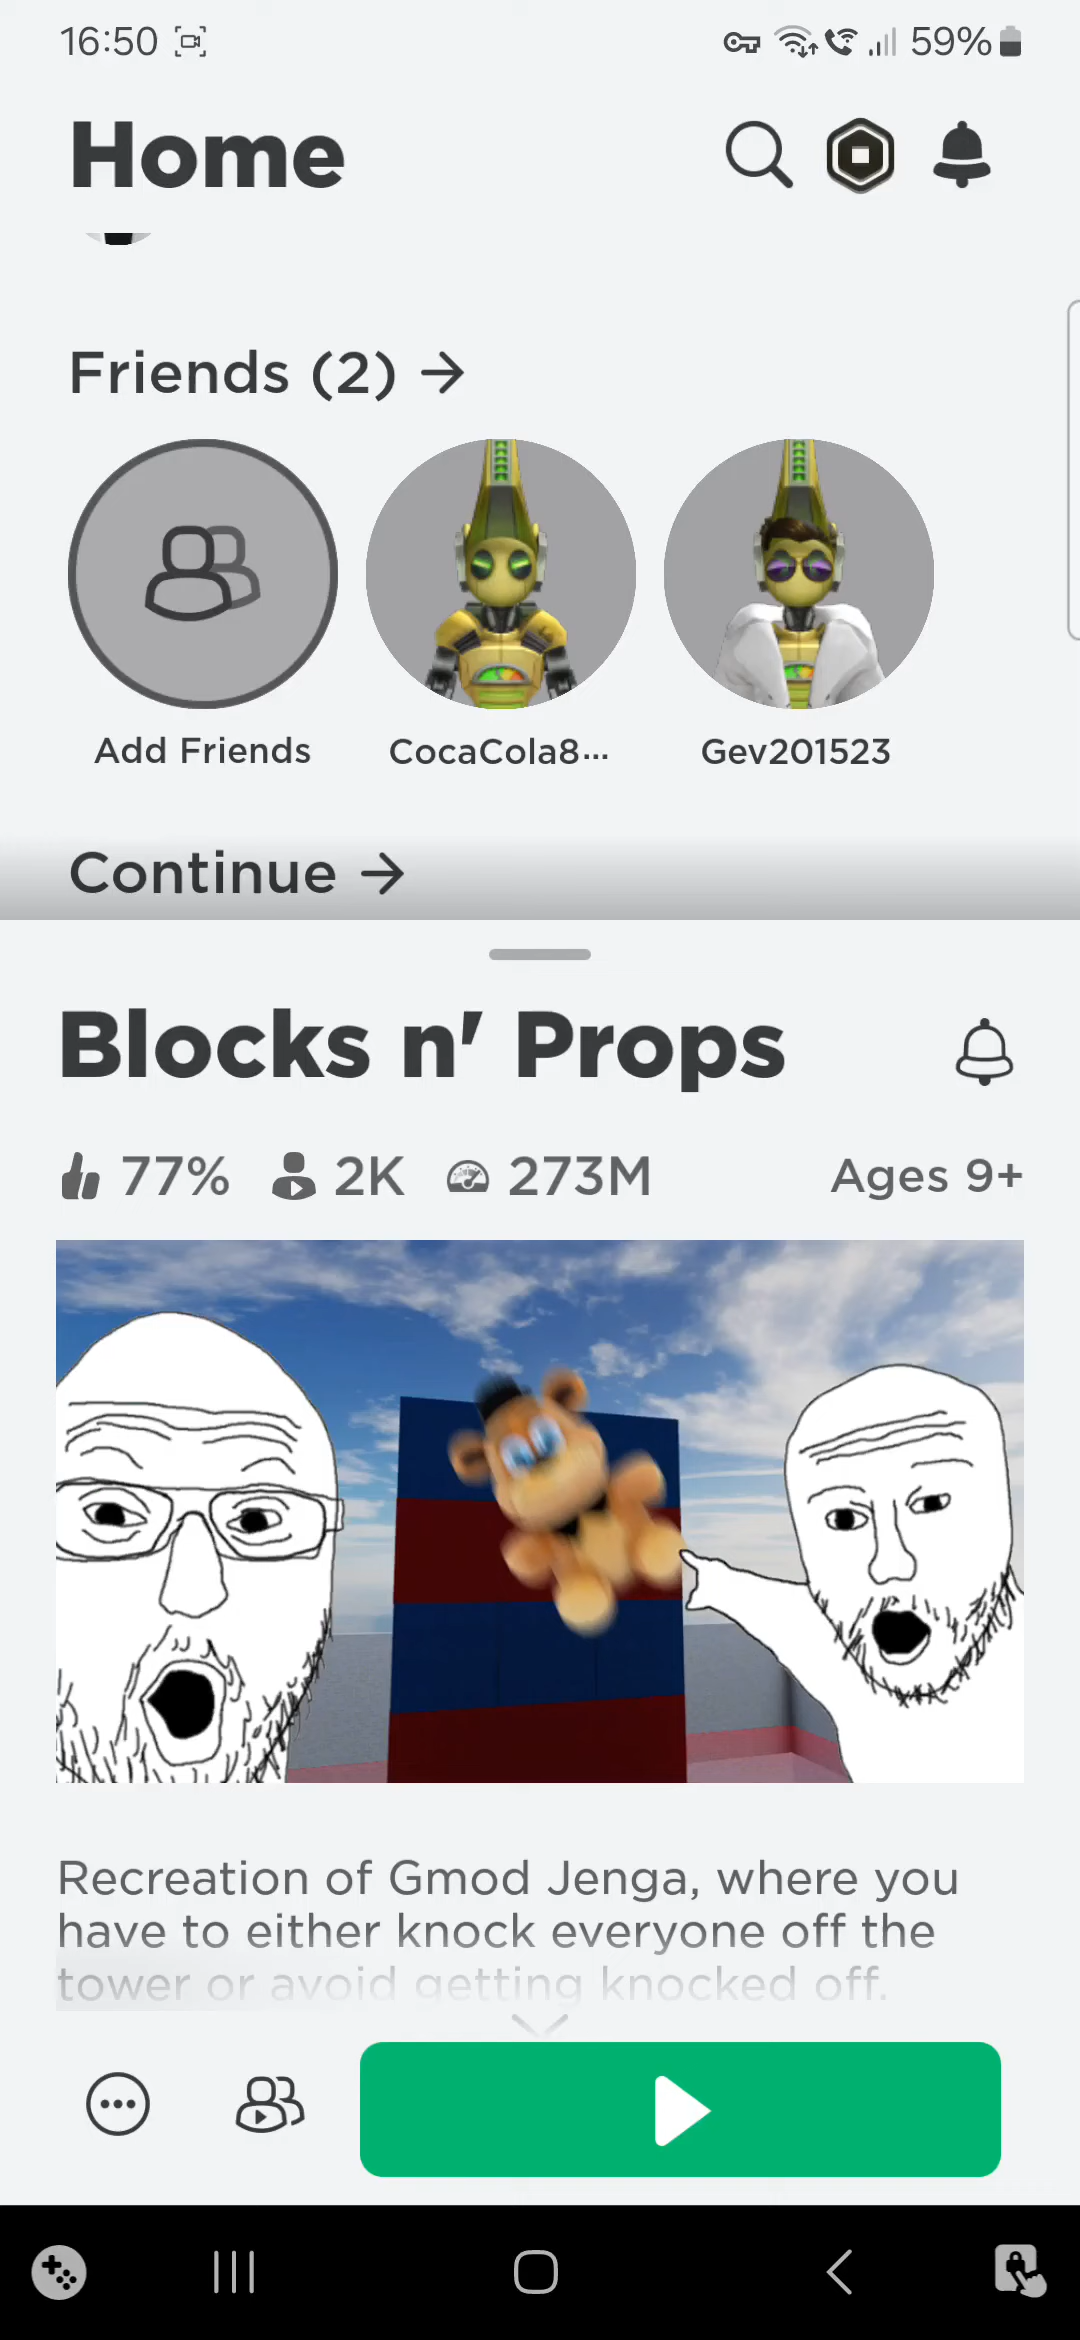 16:50
59%
Home
Friends (2) →
Add Friends
CocaCola8...
Gev201523
Continue →
Blocks n' Props
77%
2K
273M
Ages 9+
Recreation of Gmod Jenga, where you
have to either knock everyone off the
tower or avoid getting knocked off.